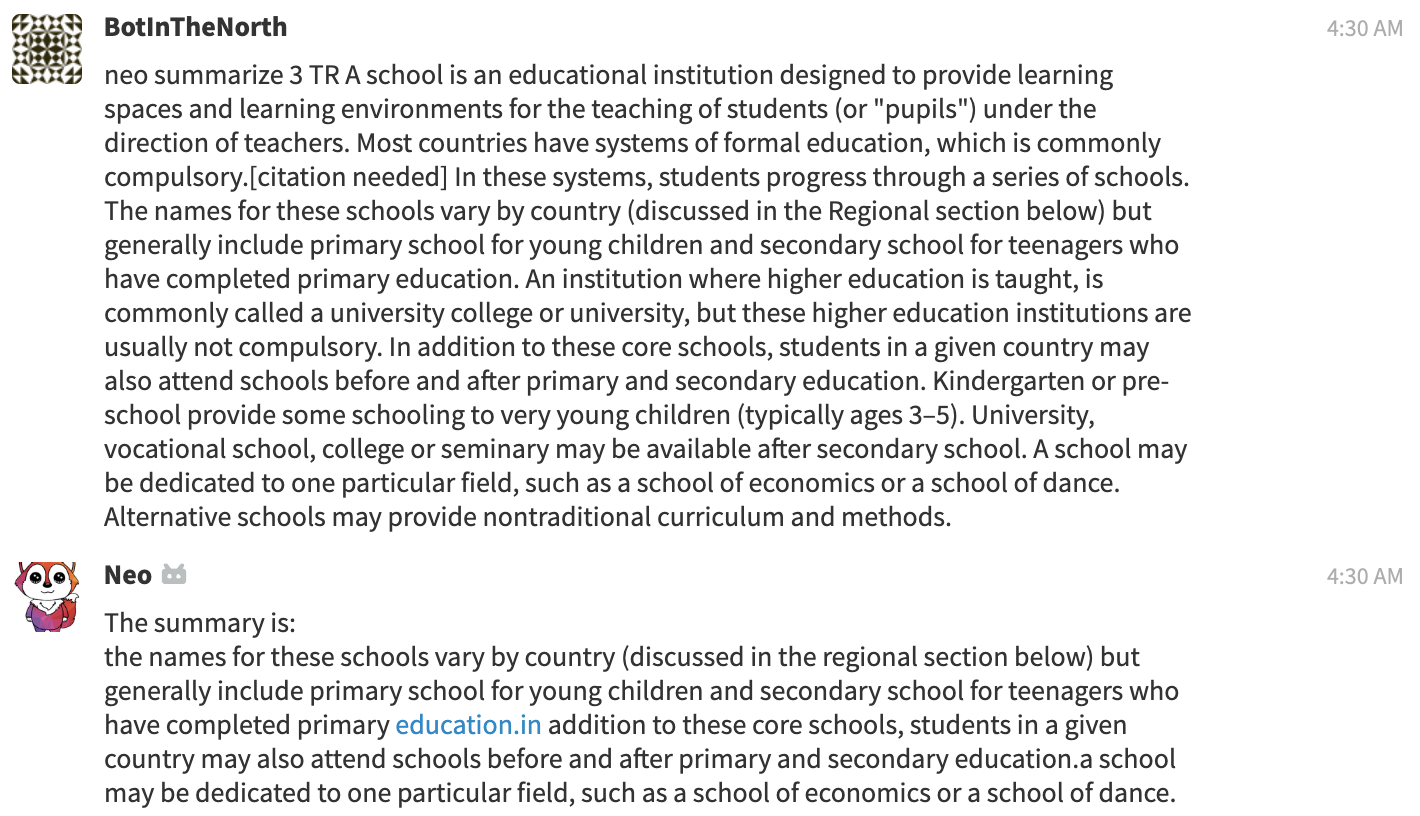 BotInTheNorth 4:30 AM
neo summarize 3 TR A school is an educational institution designed to provide learning
spaces and learning environments for the teaching of students (or "pupils") under the
direction of teachers. Most countries have systems of formal education, which is commonly
compulsory.[citation needed] In these systems, students progress through a series of schools.
The names for these schools vary by country (discussed in the Regional section below) but
generally include primary school for young children and secondary school for teenagers who
have completed primary education. An institution where higher education is taught, is
commonly called a university college or university, but these higher education institutions are
usually not compulsory. In addition to these core schools, students in a given country may
also attend schools before and after primary and secondary education. Kindergarten or pre-
school provide some schooling to very young children (typically ages 3–5). University,
vocational school, college or seminary may be available after secondary school. A school may
be dedicated to one particular field, such as a school of economics or a school of dance.
Alternative schools may provide nontraditional curriculum and methods.
Neo 4:30 AM
The summary is:
the names for these schools vary by country (discussed in the regional section below) but
generally include primary school for young children and secondary school for teenagers who
have completed primary education.in addition to these core schools, students in a given
country may also attend schools before and after primary and secondary education.a school
may be dedicated to one particular field, such as a school of economics or a school of dance.